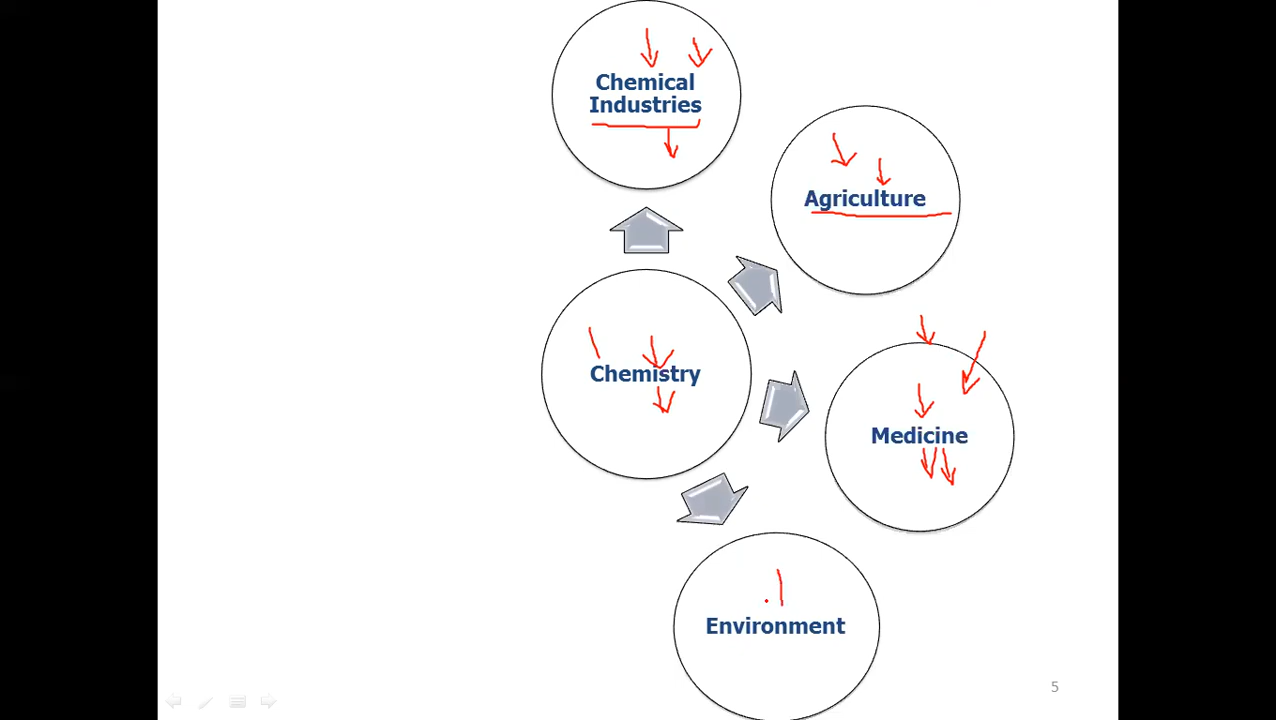 Chemical
Industries
Agriculture
Chemistry
Medicine
Environment
5